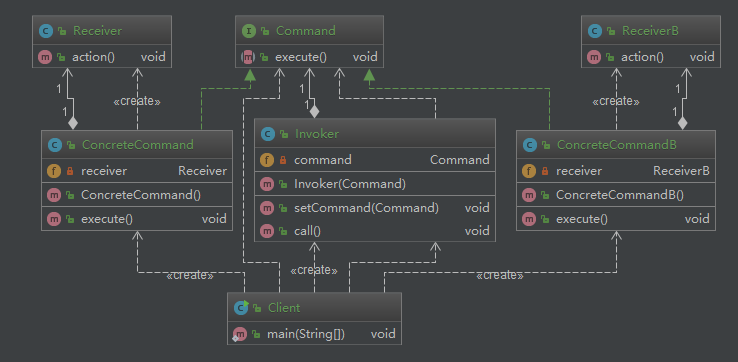 Receiver
action() void
Command
execute() void
ReceiverB
action() void
1
1
«create»
1
1
1
1
«create»
ConcreteCommand
receiver Receiver
ConcreteCommand()
execute() void
Invoker
command Command
Invoker(Command)
setCommand(Command) void
call() void
ConcreteCommandB
receiver ReceiverB
ConcreteCommandB()
execute() void
«create»
«create»
«create»
Client
main(String[]) void